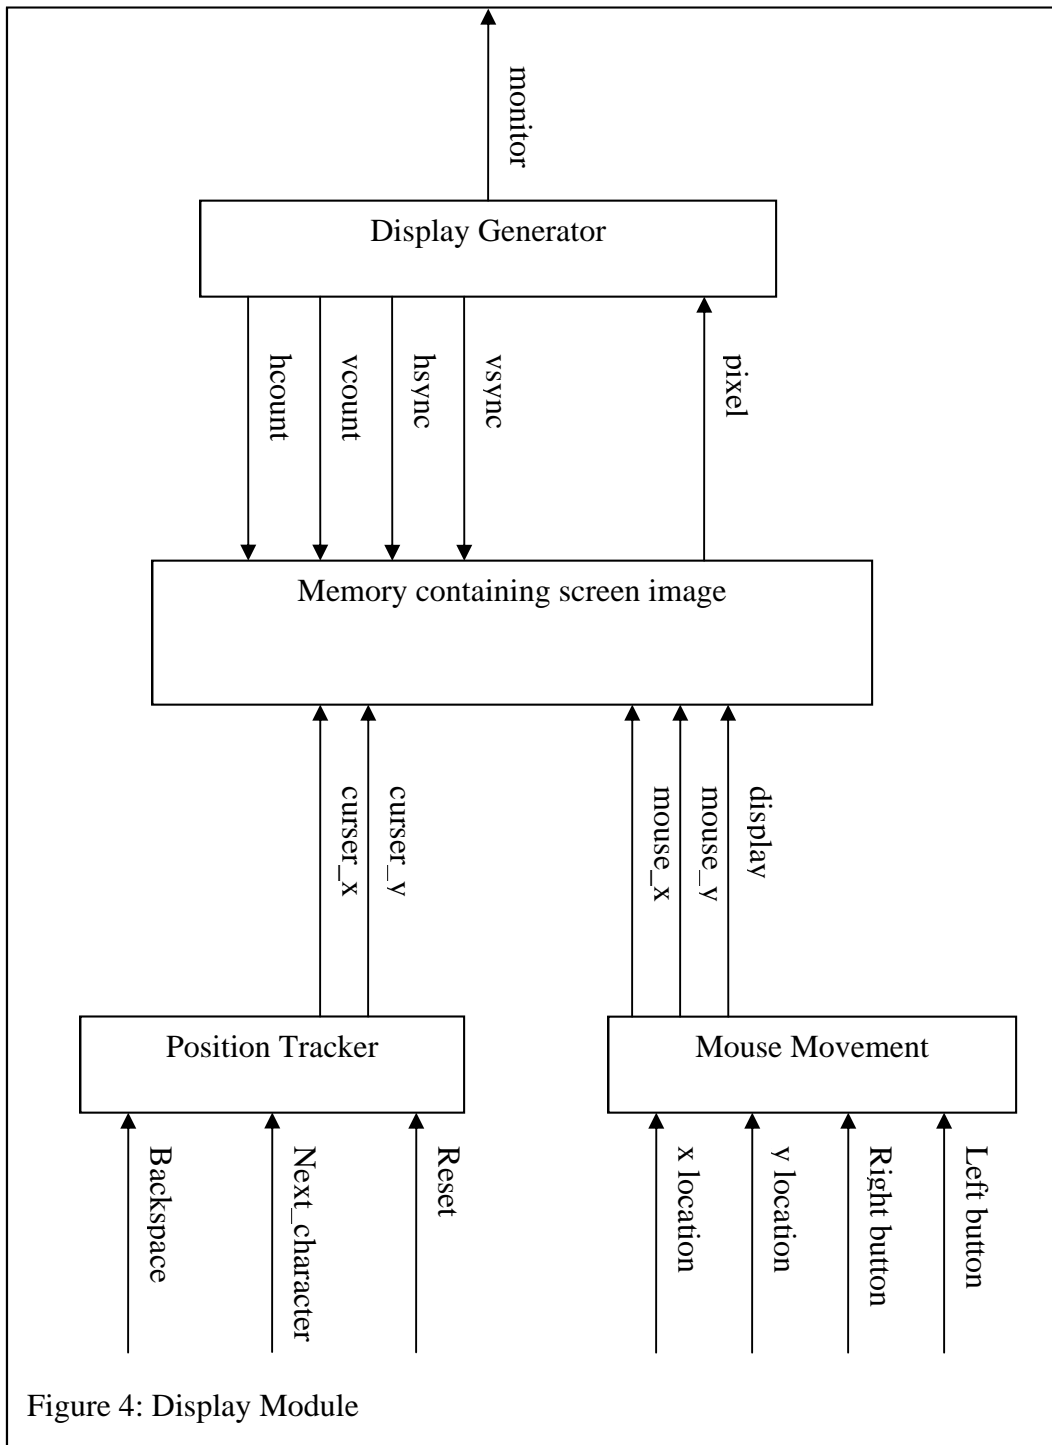 monitor
Display Generator
hcount
vcount
hsync
vsync
pixel
Memory containing screen image
curser_x
curser_y
mouse_x
mouse_y
display
Position Tracker
Mouse Movement
Backspace
Next_character
Reset
x location
y location
Right button
Left button
Figure 4: Display Module